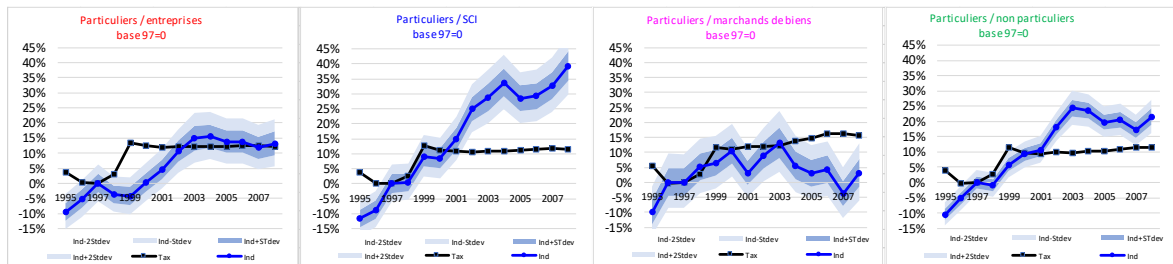 Particuliers / entreprises
base 97=0
45%
40%
35%
30%
25%
20%
15%
10%
5%
0%
-5%
-10%
-15%
1995 1997 1999 2001 2003 2005 2007
Ind-2Stdev Ind-Stdev Ind+STdev
Ind+2Stdev Tax Ind
Particuliers / SCI
base 97=0
45%
40%
35%
30%
25%
20%
15%
10%
5%
0%
-5%
-10%
-15%
1995 1997 1999 2001 2003 2005 2007
Ind-2Stdev Ind-Stdev Ind+STdev
Ind+2Stdev Tax Ind
Particuliers / marchands de biens
base 97=0
45%
40%
35%
30%
25%
20%
15%
10%
5%
0%
-5%
-10%
-15%
1995 1997 1999 2001 2003 2005 2007
Ind-2Stdev Ind-Stdev Ind+STdev
Ind+2Stdev Tax Ind
Particuliers / non particuliers
base 97=0
45%
40%
35%
30%
25%
20%
15%
10%
5%
0%
-5%
-10%
-15%
1995 1997 1999 2001 2003 2005 2007
Ind-2Stdev Ind-Stdev Ind+STdev
Ind+2Stdev Tax Ind